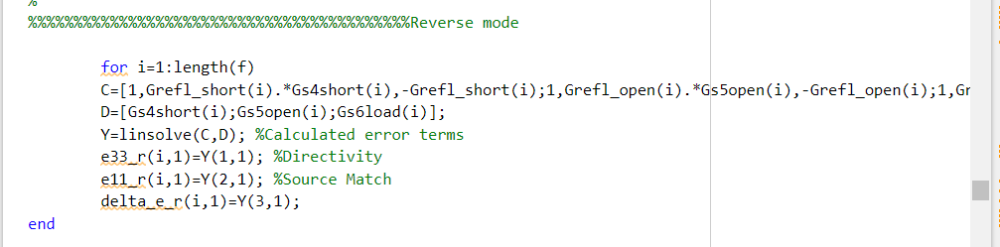 %
%%%%%%%%%%%%%%%%%%%%%%%%%%%%%%%%%%%%%%%%%%Reverse mode
for i=1:length(f)
C=[1,Grefl_short(i).*Gs4short(i),-Grefl_short(i);1,Grefl_open(i).*Gs5open(i),-Grefl_open(i);1,Gr
D=[Gs4short(i);Gs5open(i);Gs6load(i)];
Y=linsolve(C,D); %Calculated error terms
e33_r(i,1)=Y(1,1); %Directivity
e11_r(i,1)=Y(2,1); %Source Match
delta_e_r(i,1)=Y(3,1);
end